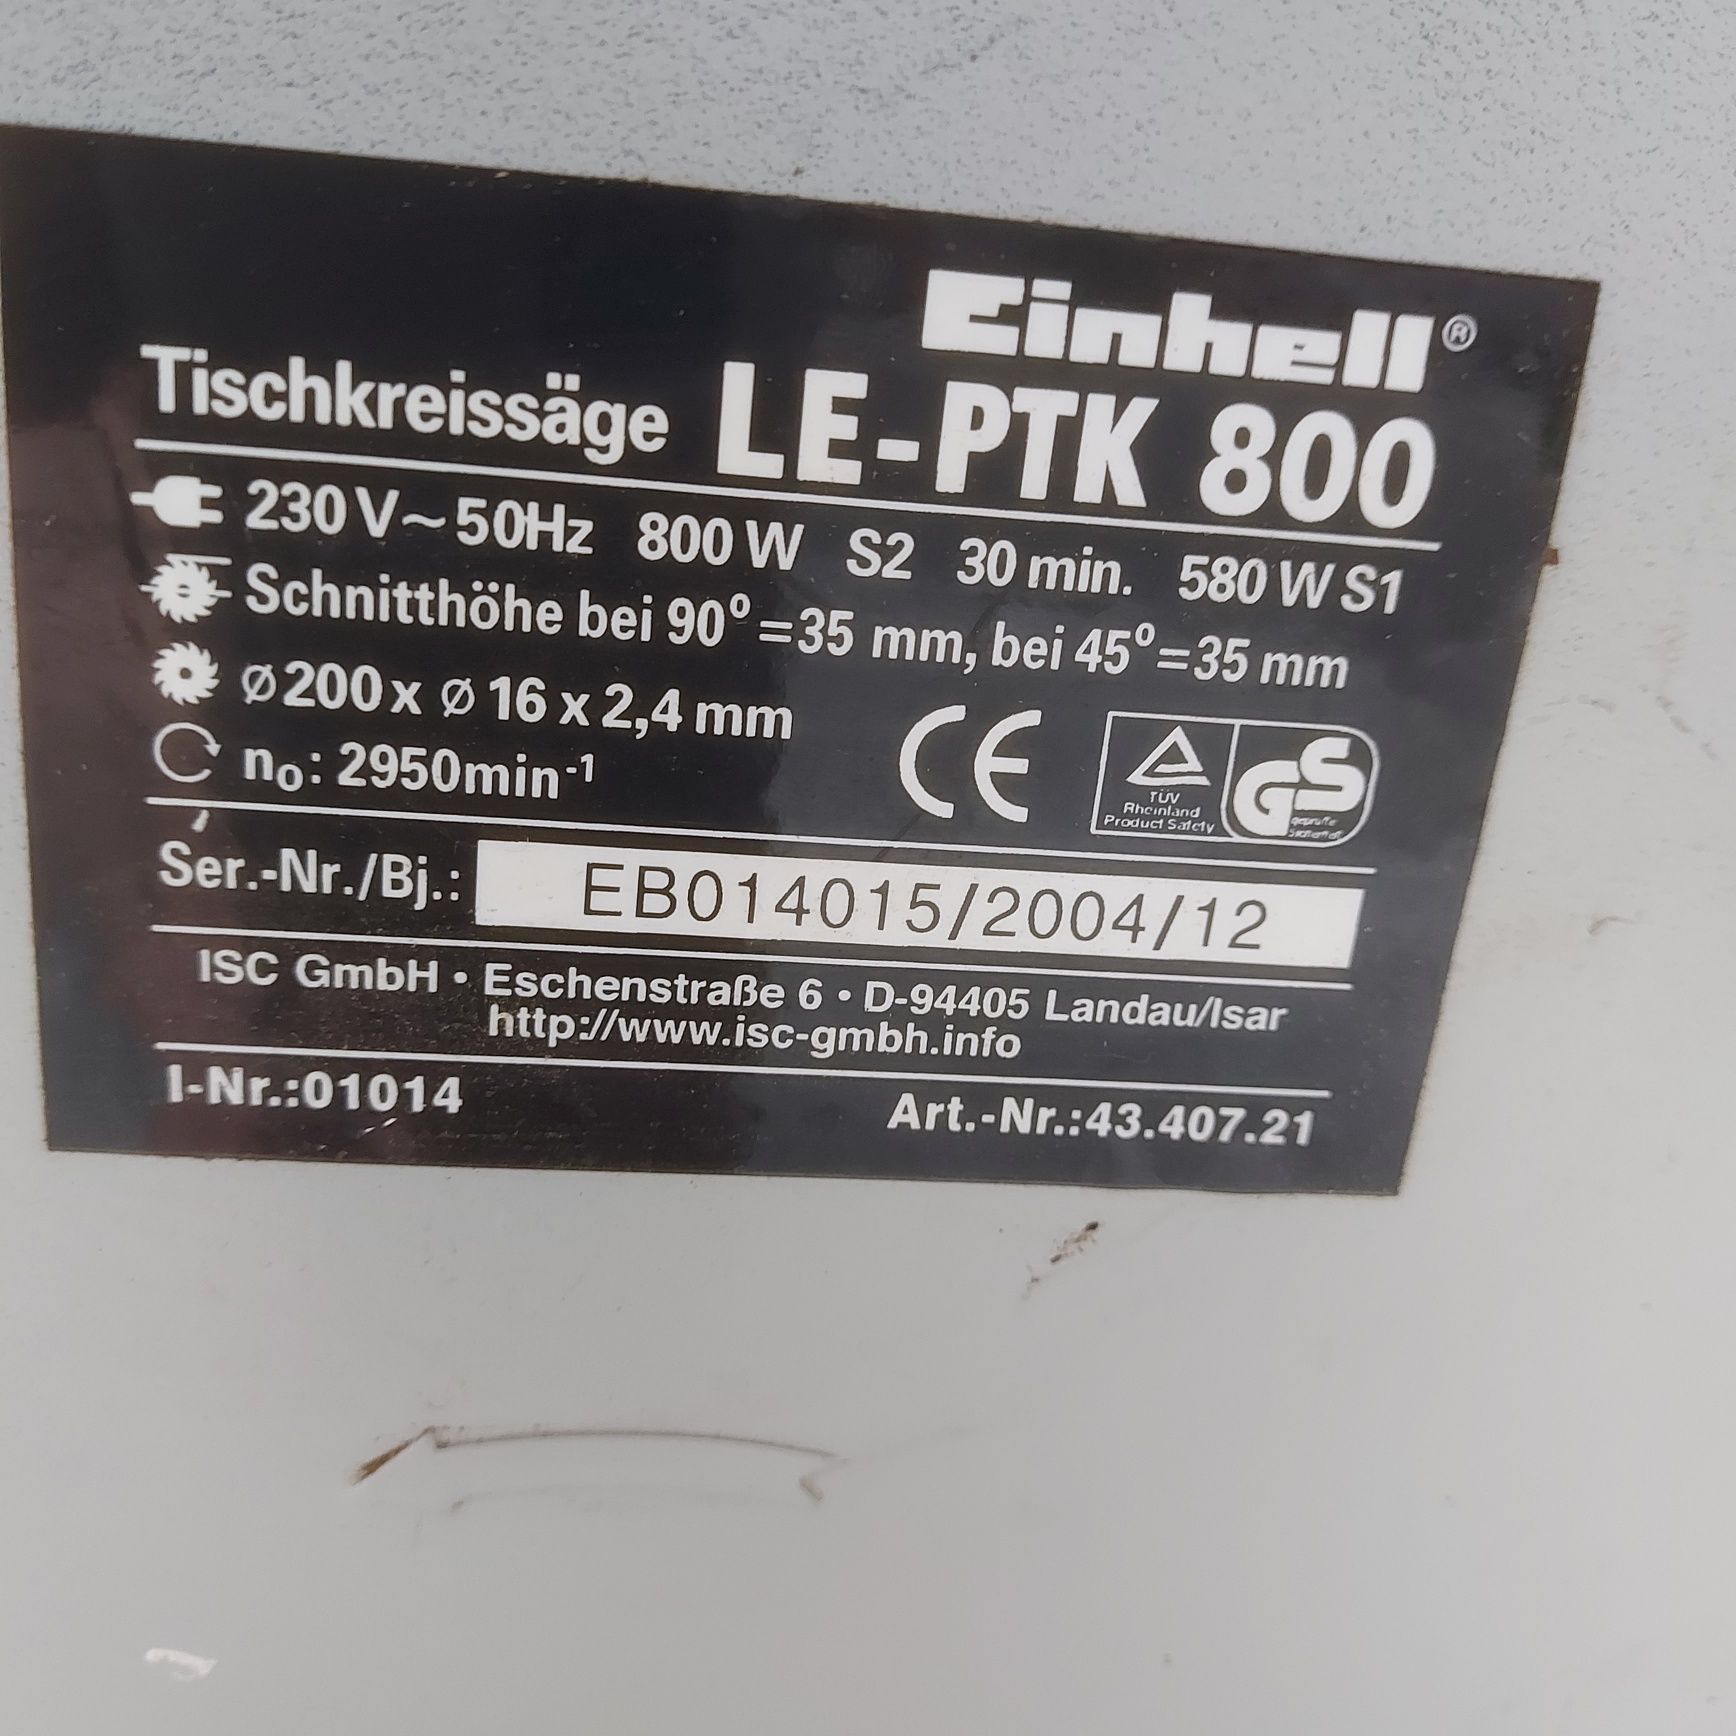 Einhell®
Tischkreissäge LE-PTK 800
230 V~50Hz 800 W S2 30 min. 580 W S1
Schnitthöhe bei 90° =35 mm, bei 45° =35 mm
ø200 x ø 16 x 2,4 mm
n₀: 2950min⁻¹
CE
TÜV
Rheinland
Product Safety
GS
geprüfte
Sicherheit
Ser.-Nr./Bj.: EB014015/2004/12
ISC GmbH • Eschenstraße 6 • D-94405 Landau/Isar
http://www.isc-gmbh.info
I-Nr.:01014 Art.-Nr.:43.407.21